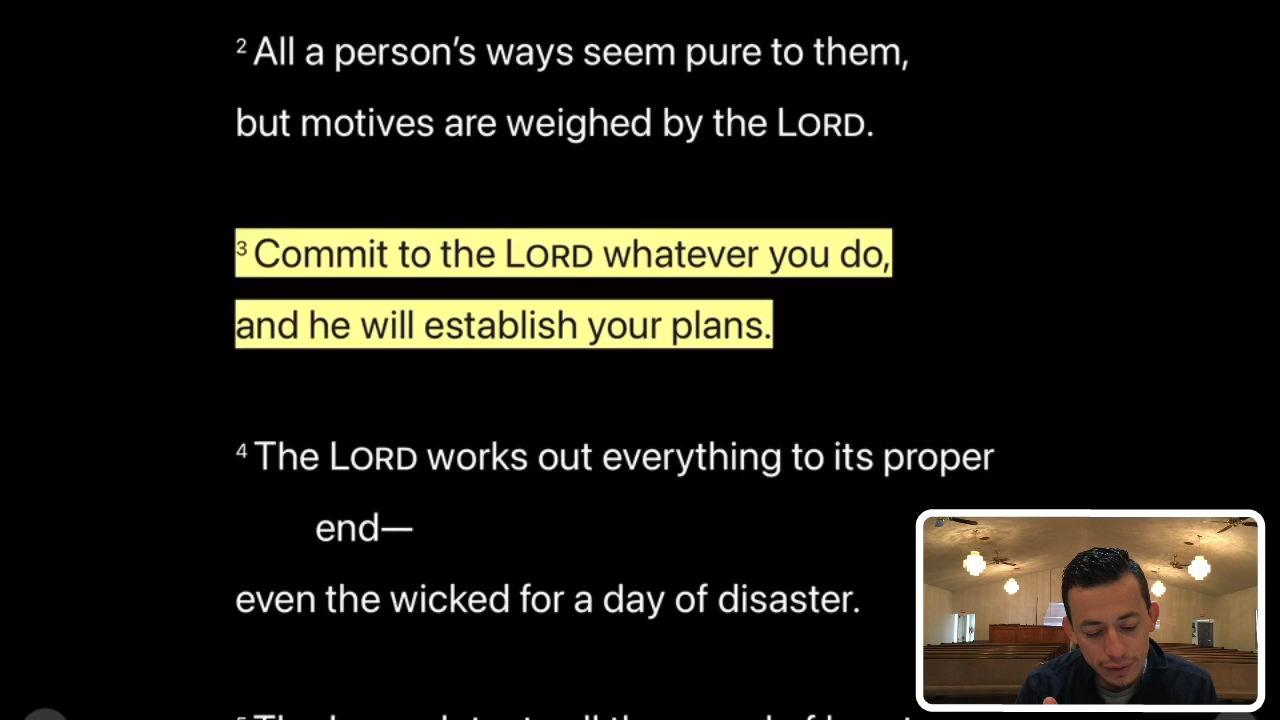 2 All a person’s ways seem pure to them,
but motives are weighed by the LORD.
3 Commit to the LORD whatever you do,
and he will establish your plans.
4 The LORD works out everything to its proper
end—
even the wicked for a day of disaster.